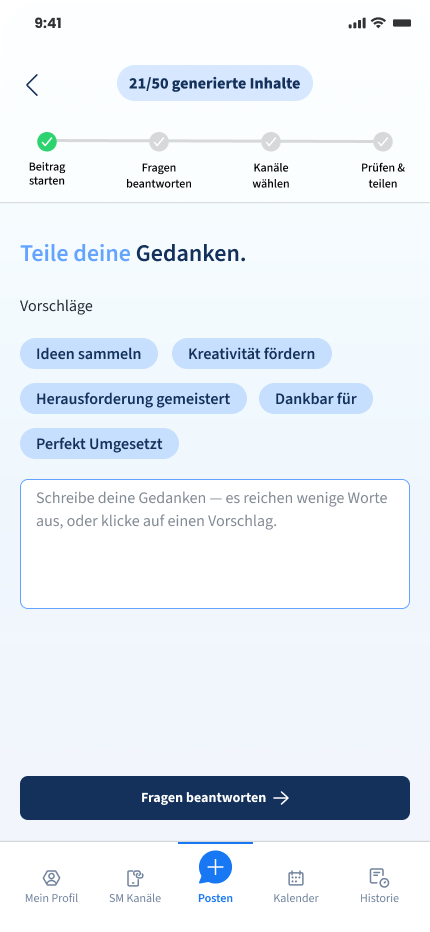 9:41
21/50 generierte Inhalte
Beitrag starten
Fragen beantworten
Kanäle wählen
Prüfen & teilen
Teile deine Gedanken.
Vorschläge
Ideen sammeln
Kreativität fördern
Herausforderung gemeistert
Dankbar für
Perfekt Umgesetzt
Schreibe deine Gedanken — es reichen wenige Worte
aus, oder klicke auf einen Vorschlag.
Fragen beantworten
Mein Profil
SM Kanäle
Posten
Kalender
Historie